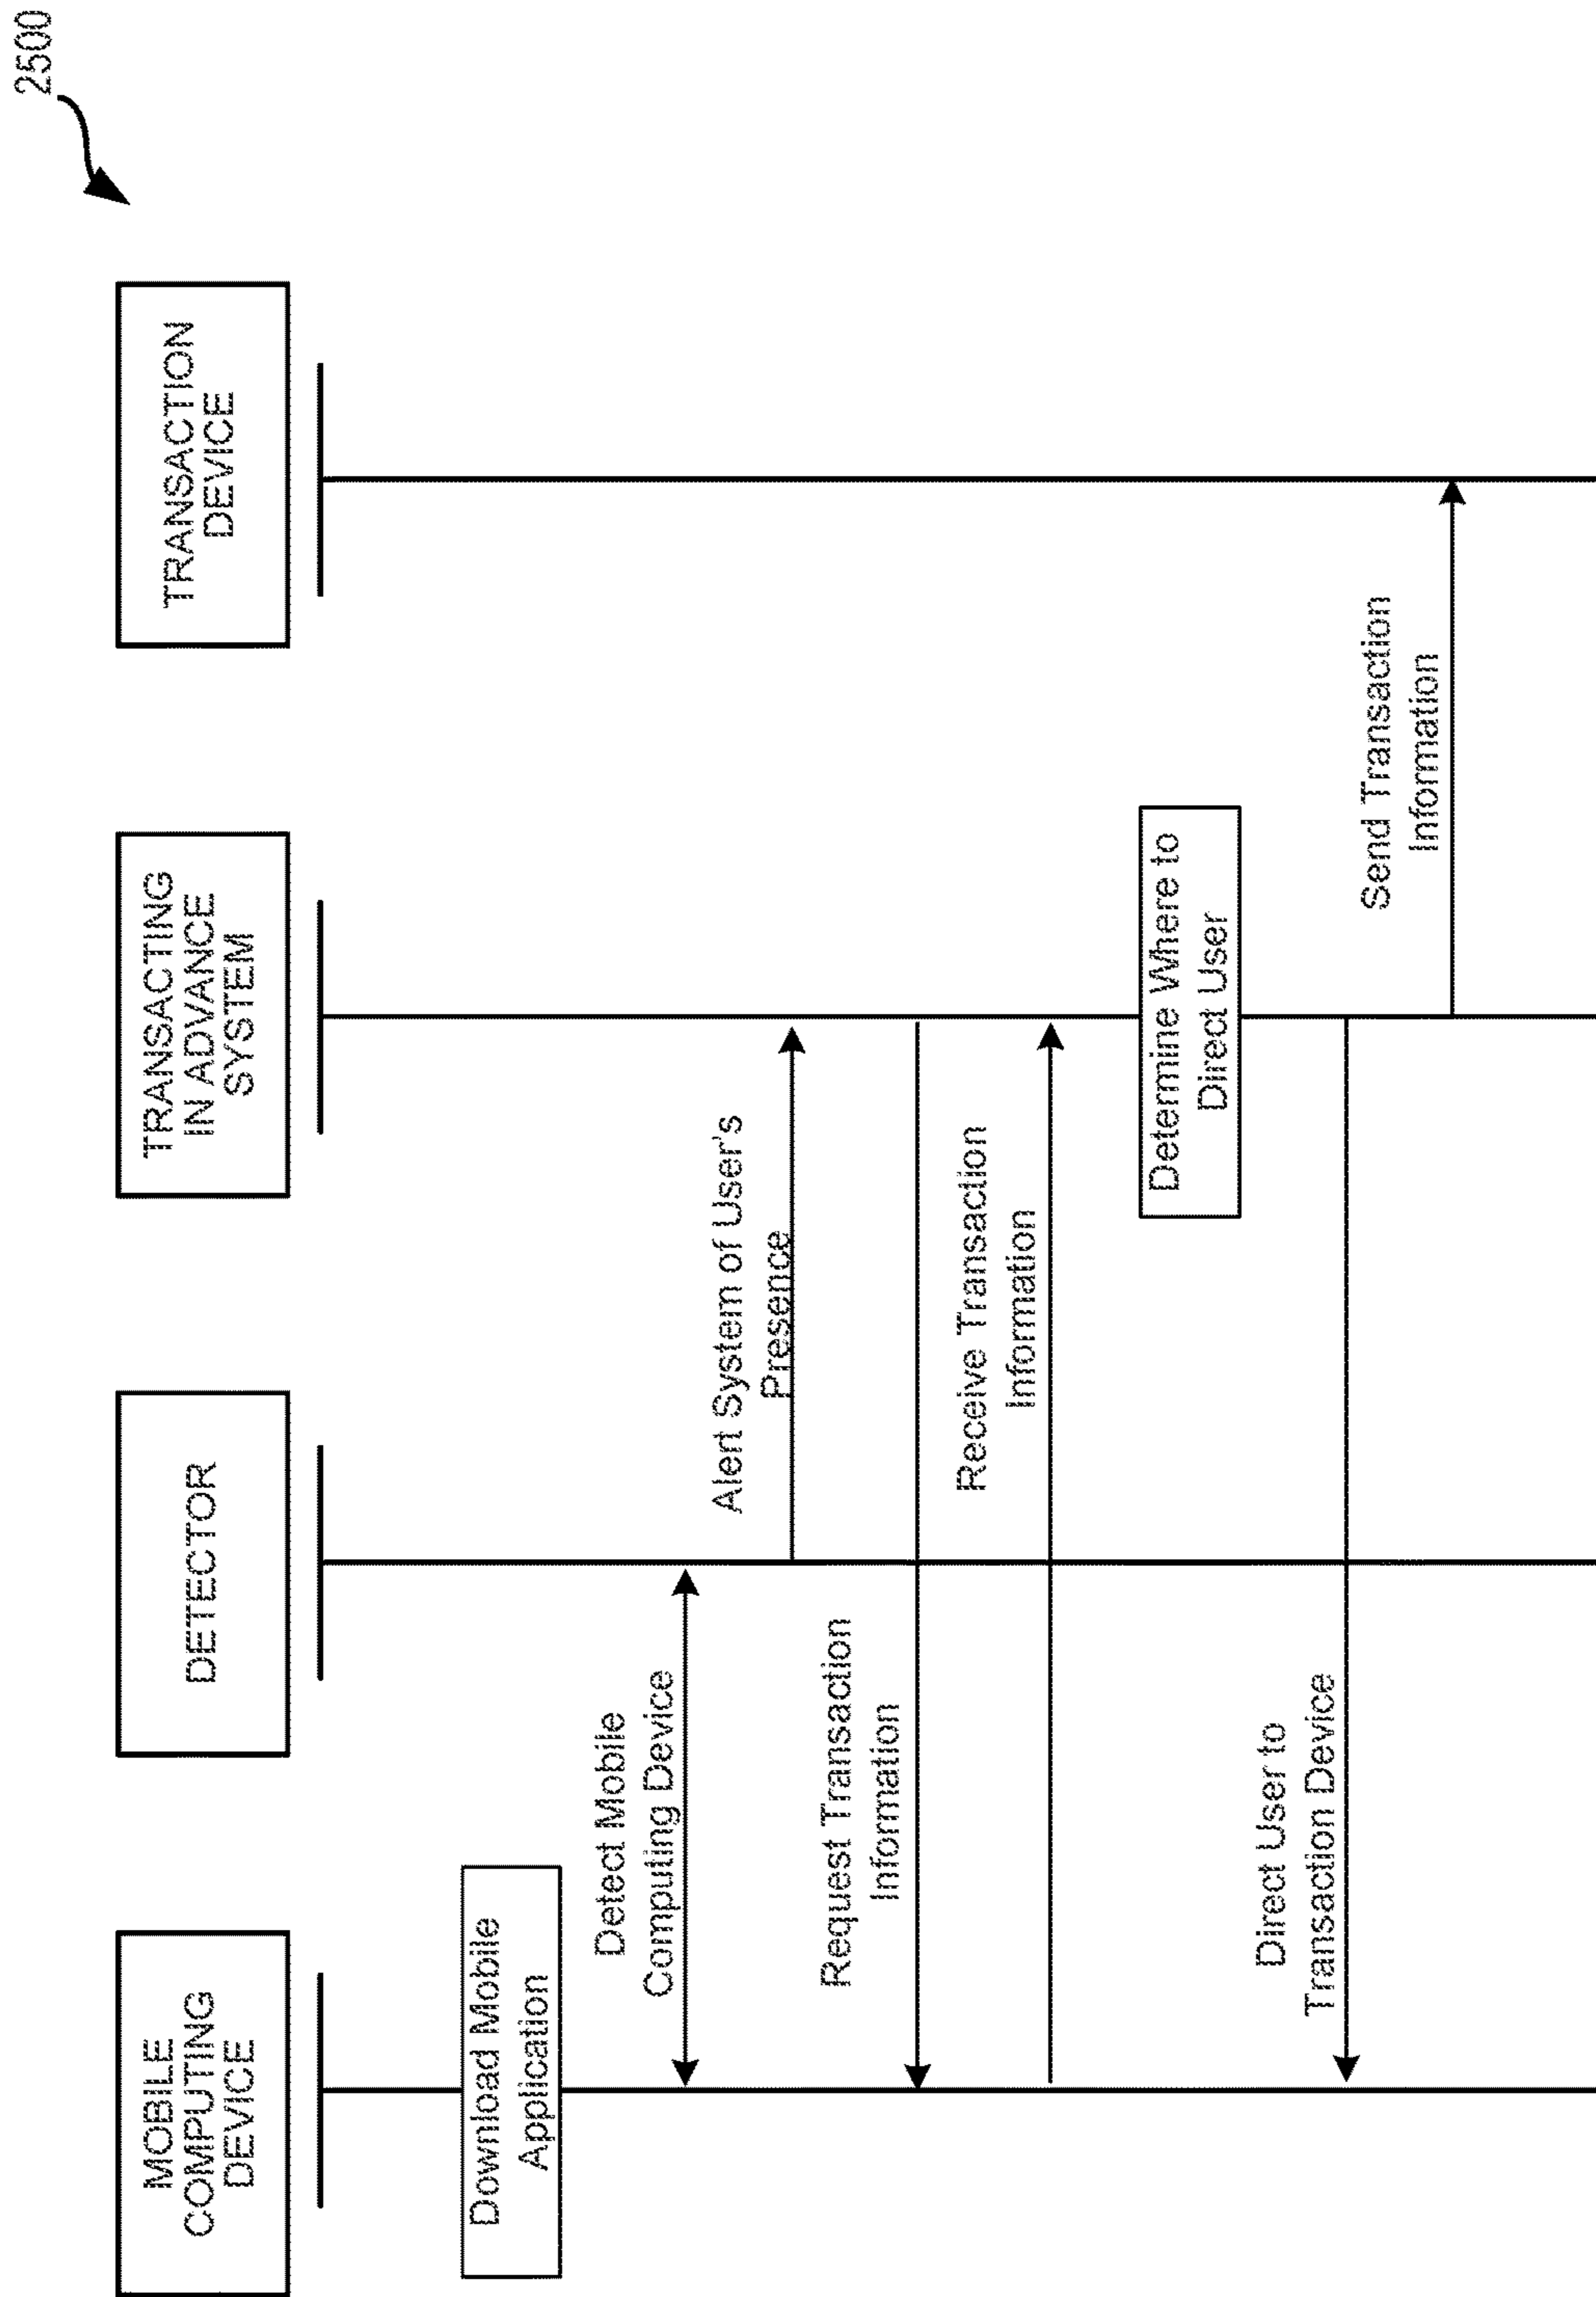 2500
MOBILE
COMPUTING
DEVICE
DETECTOR
TRANSACTING
IN ADVANCE
SYSTEM
TRANSACTION
DEVICE
Download Mobile
Application
Detect Mobile
Computing Device
Alert System of User's
Presence
Request Transaction
Information
Receive Transaction
Information
Determine Where to
Direct User
Direct User to
Transaction Device
Send Transaction
Information